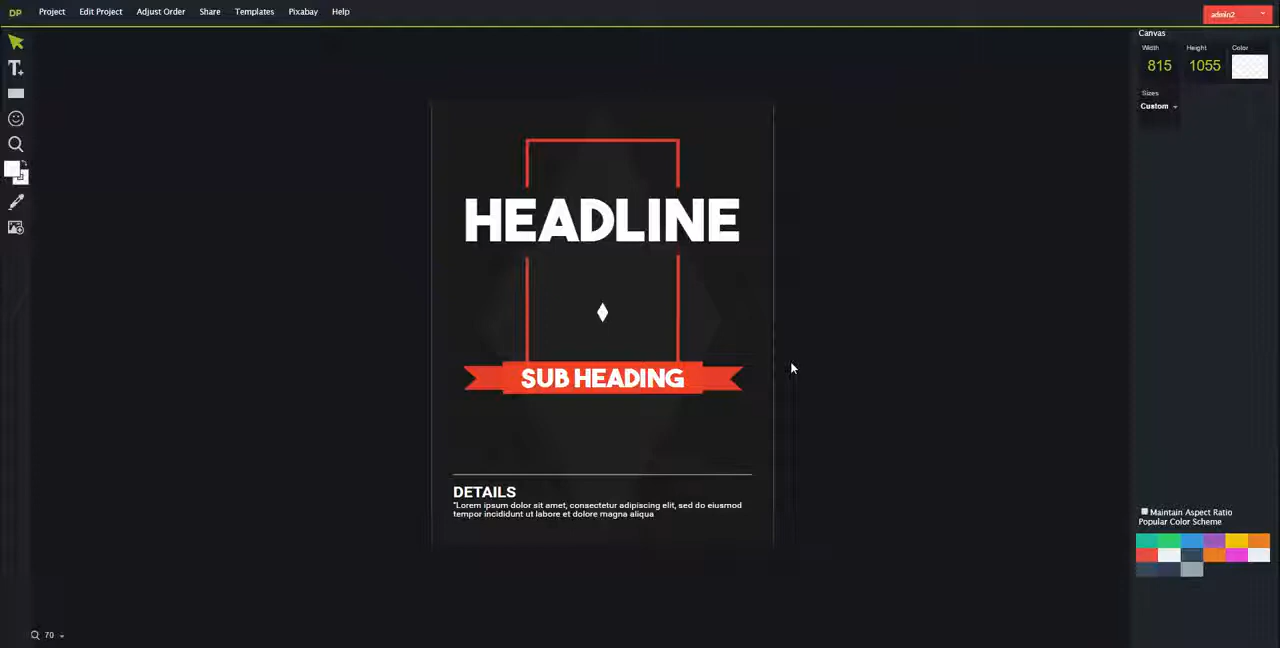 DP Project Edit Project Adjust Order Share Templates Pixabay Help admin2
Canvas
Width Height Color
815 1055
Sizes
Custom
HEADLINE
SUB HEADING
DETAILS
"Lorem ipsum dolor sit amet, consectetur adipiscing elit, sed do eiusmod
tempor incididunt ut labore et dolore magna aliqua
Maintain Aspect Ratio
Popular Color Scheme
70